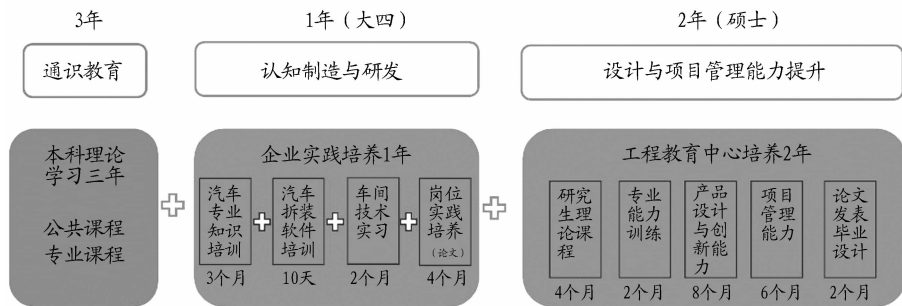 3年
1年（大四）
2年（硕士）
通识教育
认知制造与研发
设计与项目管理能力提升
本科理论
学习三年
公共课程
专业课程
企业实践培养1年
汽车
专业
知识
培训
3个月
汽车
拆装
软件
培训
10天
车间
技术
实习
2个月
岗位
实践
培养
（论文）
4个月
工程教育中心培养2年
研究
生理
论课
程
4个月
专业
能力
训练
2个月
产品
设计
与创
新能
力
8个月
项目
管理
能力
6个月
论文
发表
毕业
设计
2个月